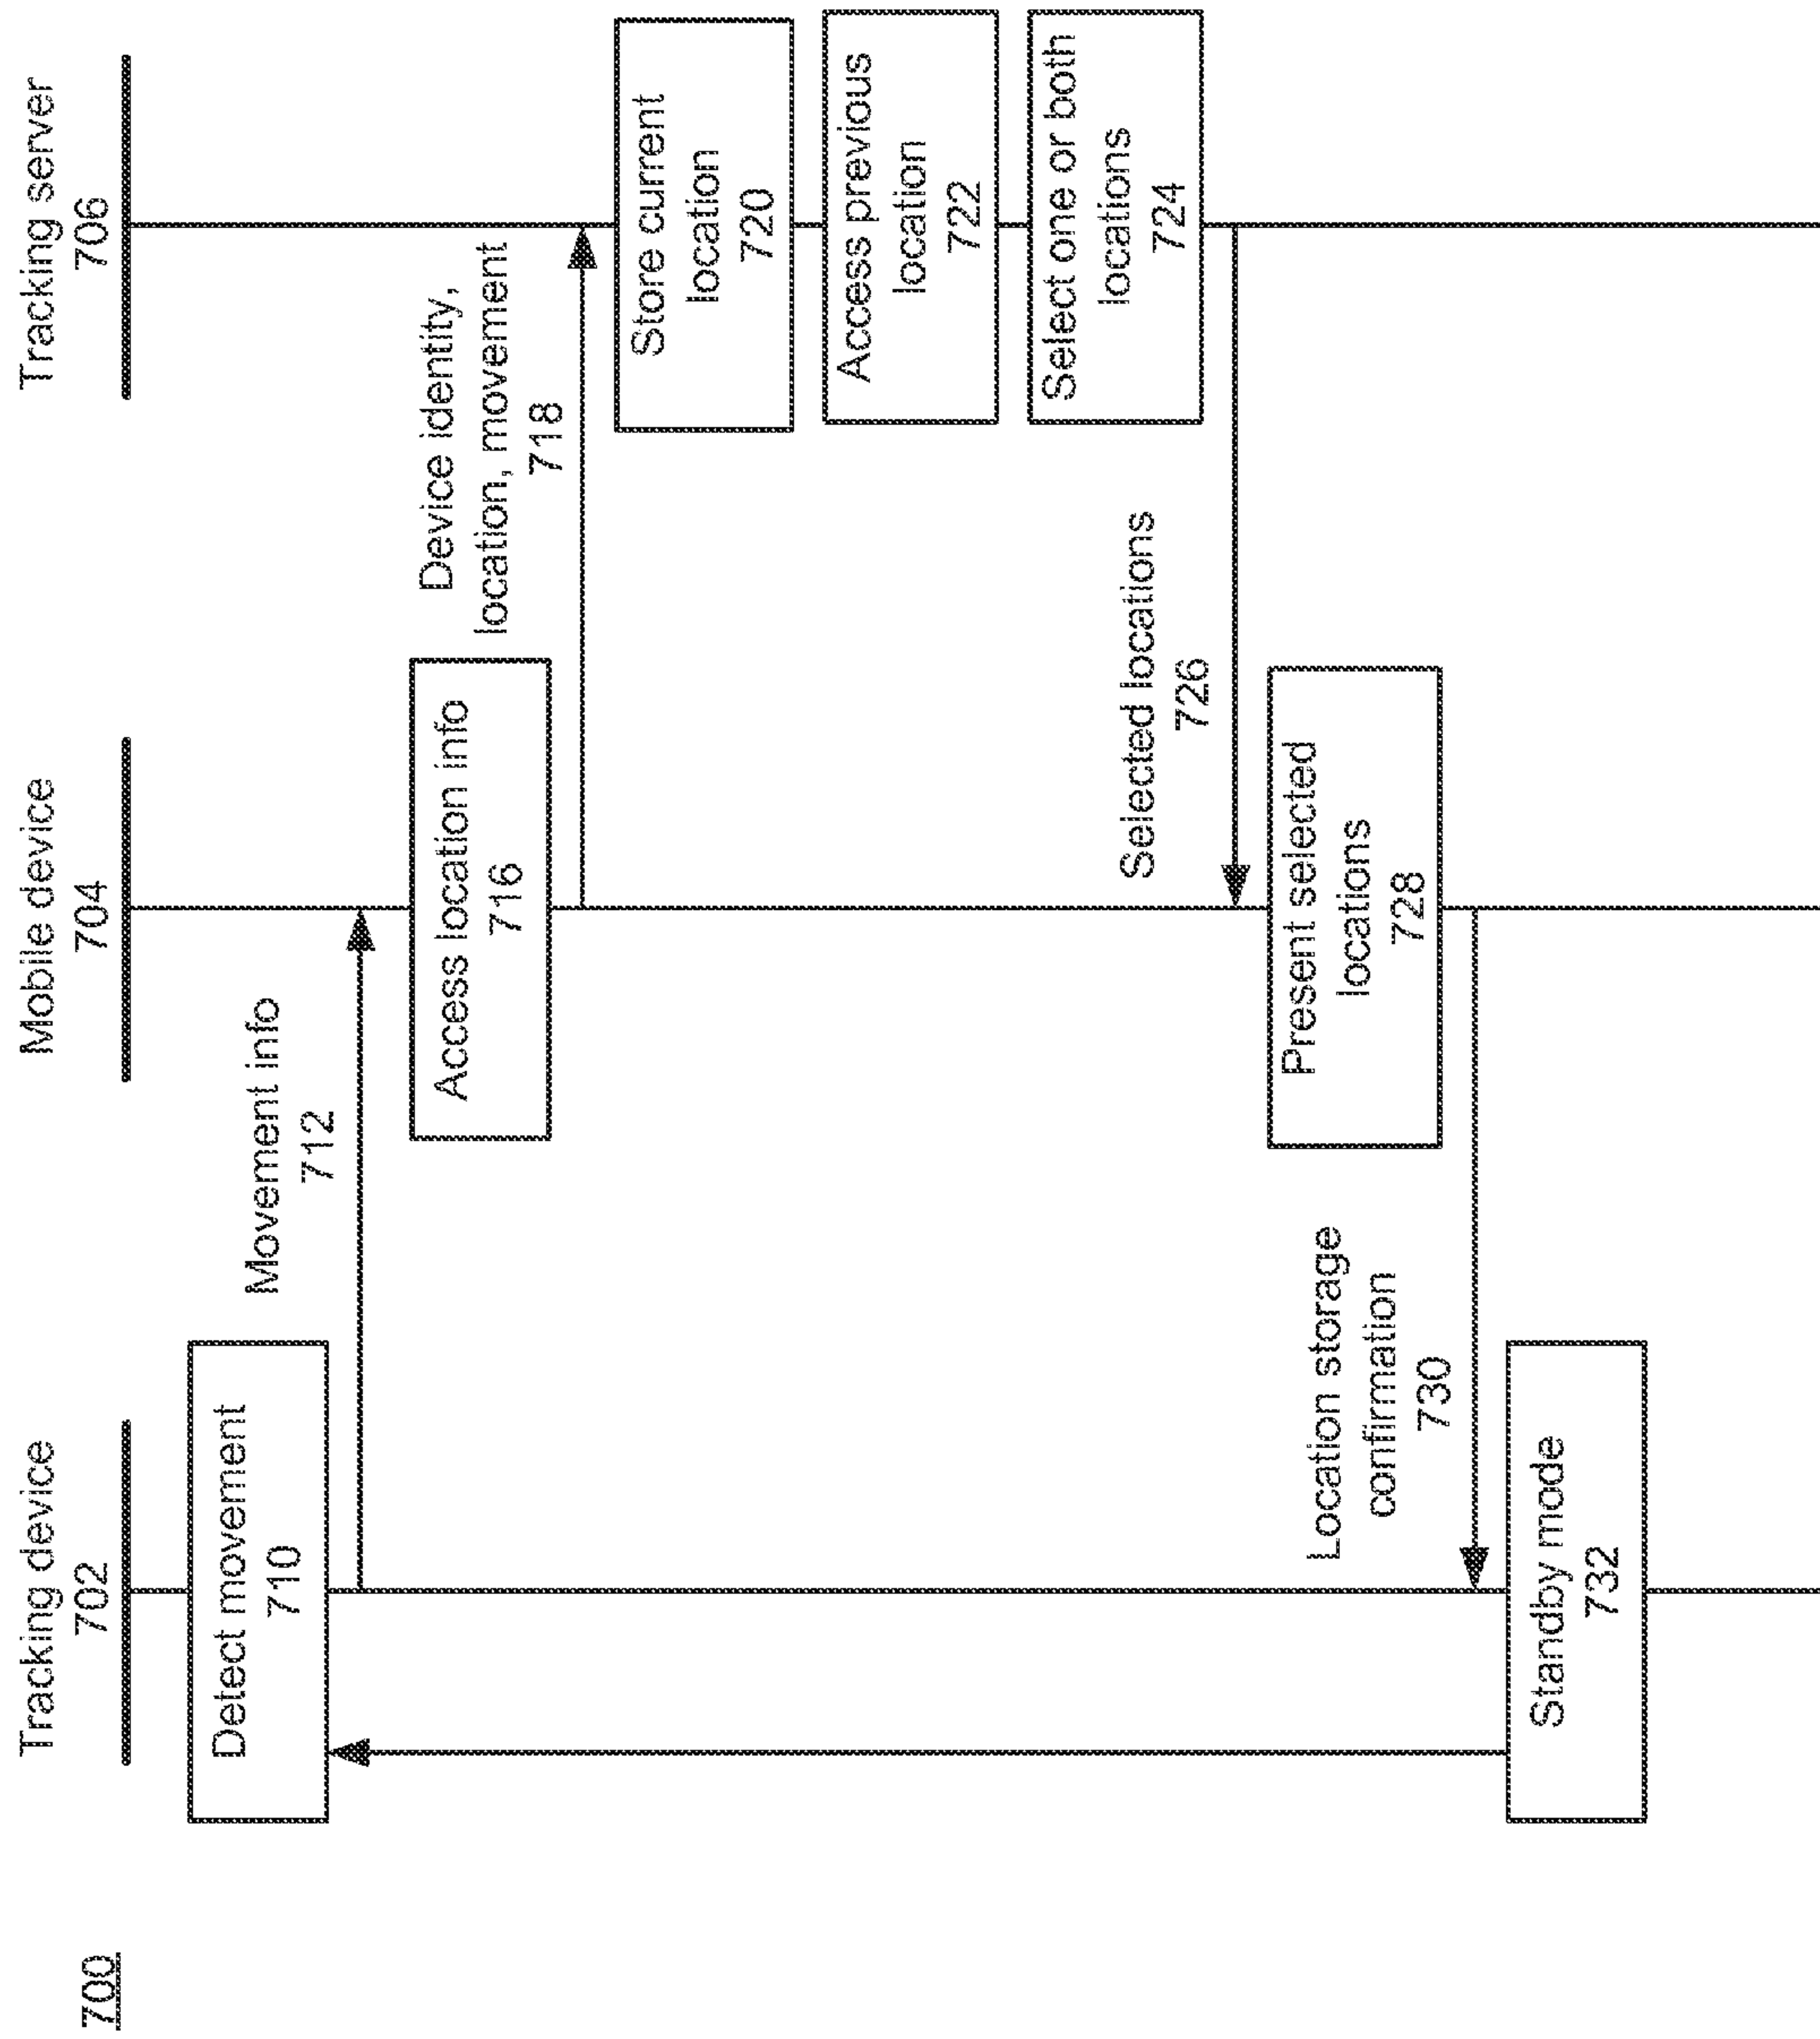 700
Tracking device
702
Mobile device
704
Tracking server
706
Detect movement
710
Movement info
712
Access location info
716
Device identity,
location, movement
718
Store current
location
720
Access previous
location
722
Select one or both
locations
724
Selected locations
726
Present selected
locations
728
Location storage
confirmation
730
Standby mode
732